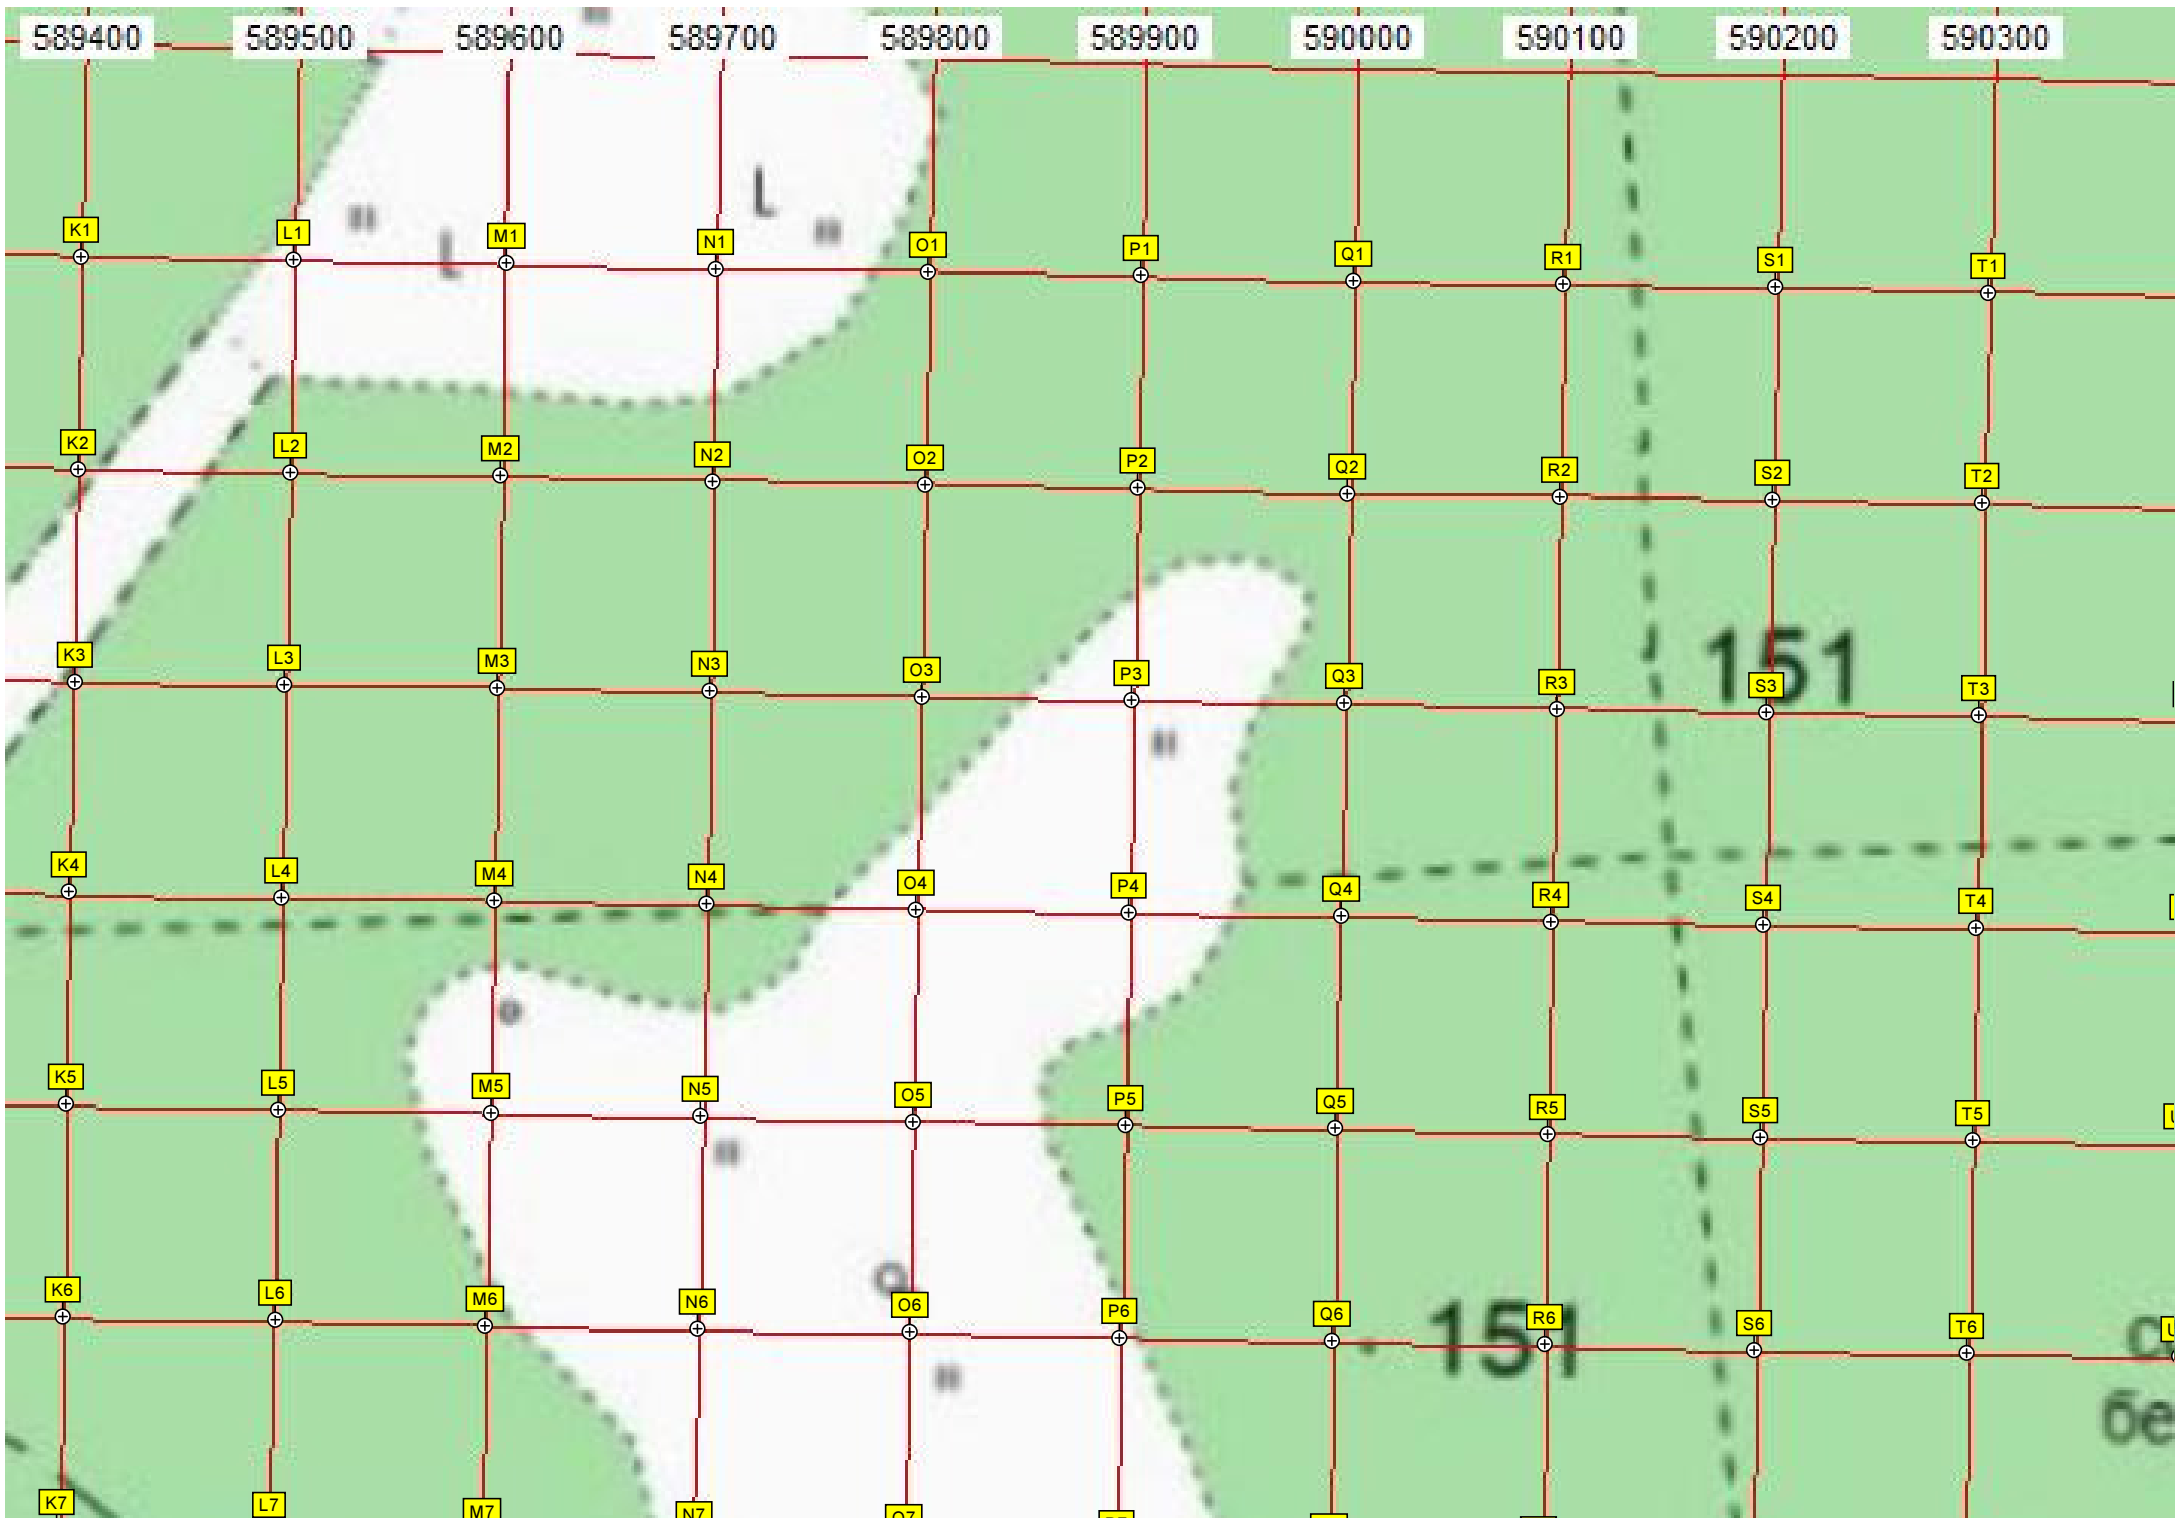 589400 589500 589600 589700 589800 589900 590000 590100 590200 590300
K1 L1 M1 N1 O1 P1 Q1 R1 S1 T1
K2 L2 M2 N2 O2 P2 Q2 R2 S2 T2
151
K3 L3 M3 N3 O3 P3 Q3 R3 S3 T3
K4 L4 M4 N4 O4 P4 Q4 R4 S4 T4
K5 L5 M5 N5 O5 P5 Q5 R5 S5 T5
K6 L6 M6 N6 O6 P6 Q6 R6 S6 T6
151
бе
K7 L7 M7 N7 O7